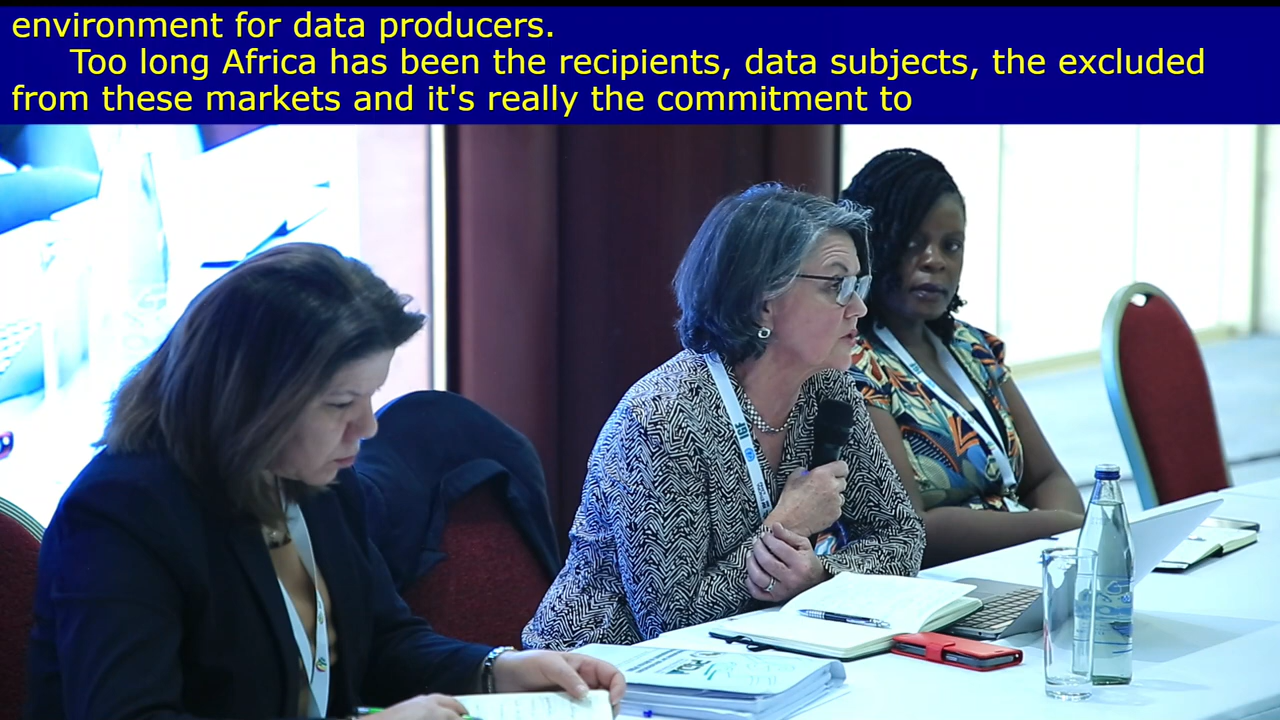 environment for data producers.
Too long Africa has been the recipients, data subjects, the excluded
from these markets and it's really the commitment to